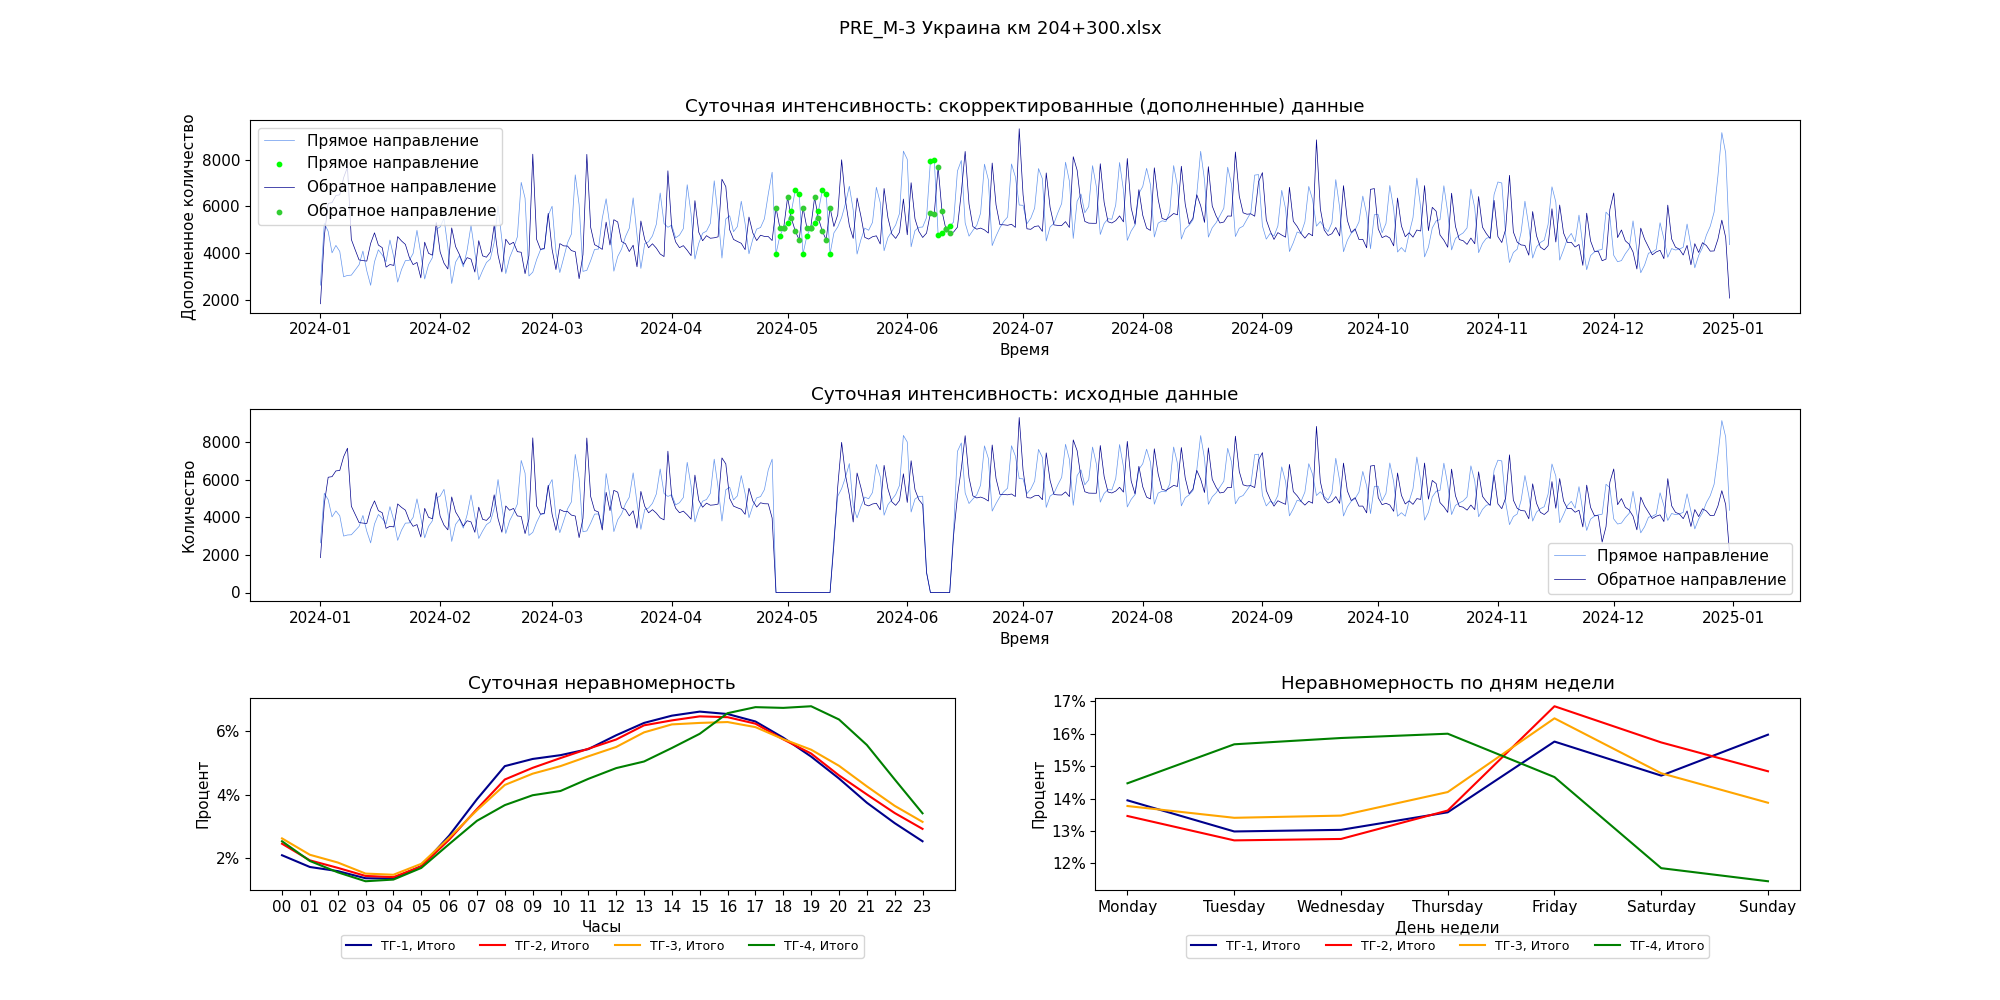 PRE_М-3 Украина км 204+300.xlsx
Суточная интенсивность: скорректированные (дополненные) данные
Дополненное количество
8000
6000
4000
2000
Прямое направление
Прямое направление
Обратное направление
Обратное направление
2024-01 2024-02 2024-03 2024-04 2024-05 2024-06 2024-07 2024-08 2024-09 2024-10 2024-11 2024-12 2025-01
Время
Суточная интенсивность: исходные данные
Количество
8000
6000
4000
2000
0
Прямое направление
Обратное направление
2024-01 2024-02 2024-03 2024-04 2024-05 2024-06 2024-07 2024-08 2024-09 2024-10 2024-11 2024-12 2025-01
Время
Суточная неравномерность
Процент
6%
4%
2%
00 01 02 03 04 05 06 07 08 09 10 11 12 13 14 15 16 17 18 19 20 21 22 23
Часы
ТГ-1, Итого ТГ-2, Итого ТГ-3, Итого ТГ-4, Итого
Неравномерность по дням недели
Процент
17%
16%
15%
14%
13%
12%
Monday Tuesday Wednesday Thursday Friday Saturday Sunday
День недели
ТГ-1, Итого ТГ-2, Итого ТГ-3, Итого ТГ-4, Итого